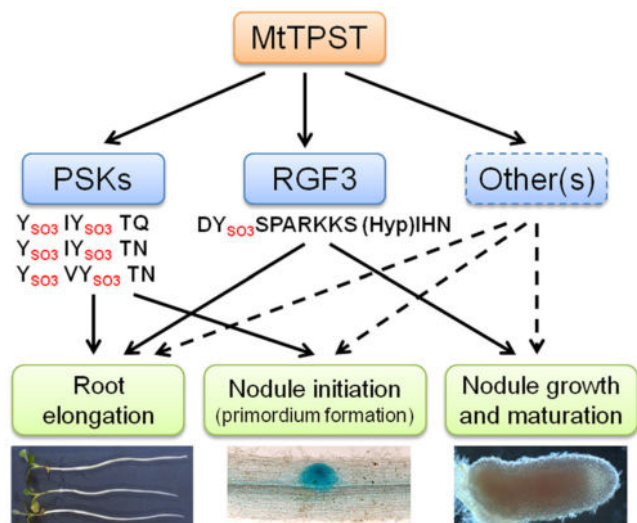 MtTPST
PSKs
RGF3
Other(s)
YSO3 IYSO3 TQ
YSO3 IYSO3 TN
YSO3 VYSO3 TN
DYSO3SPARKKS (Hyp)IHN
Root
elongation
Nodule initiation
(primordium formation)
Nodule growth
and maturation